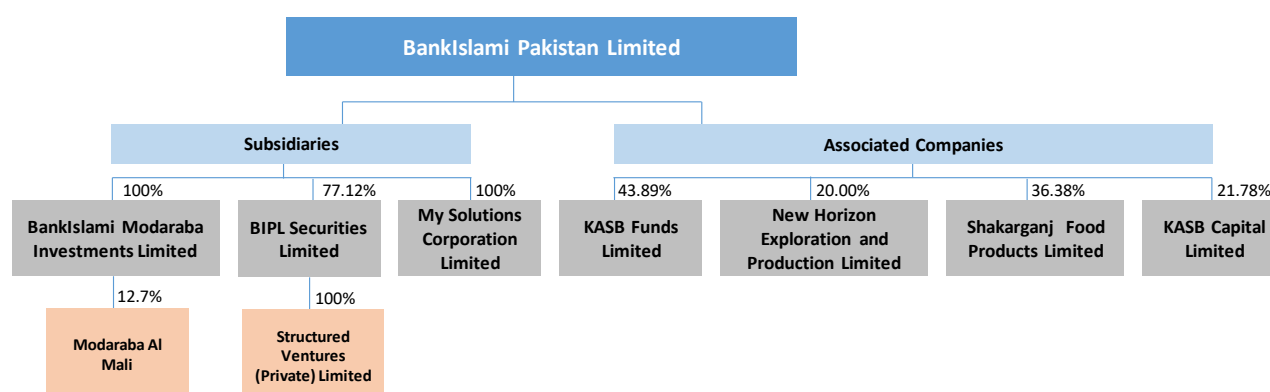 BankIslami Pakistan Limited
Subsidiaries
Associated Companies
100%
77.12%
100%
43.89%
20.00%
36.38%
21.78%
BankIslami Modaraba
Investments Limited
BIPL Securities
Limited
My Solutions
Corporation
Limited
KASB Funds
Limited
New Horizon
Exploration and
Production Limited
Shakarganj Food
Products Limited
KASB Capital
Limited
12.7%
100%
Modaraba Al
Mali
Structured
Ventures
(Private) Limited